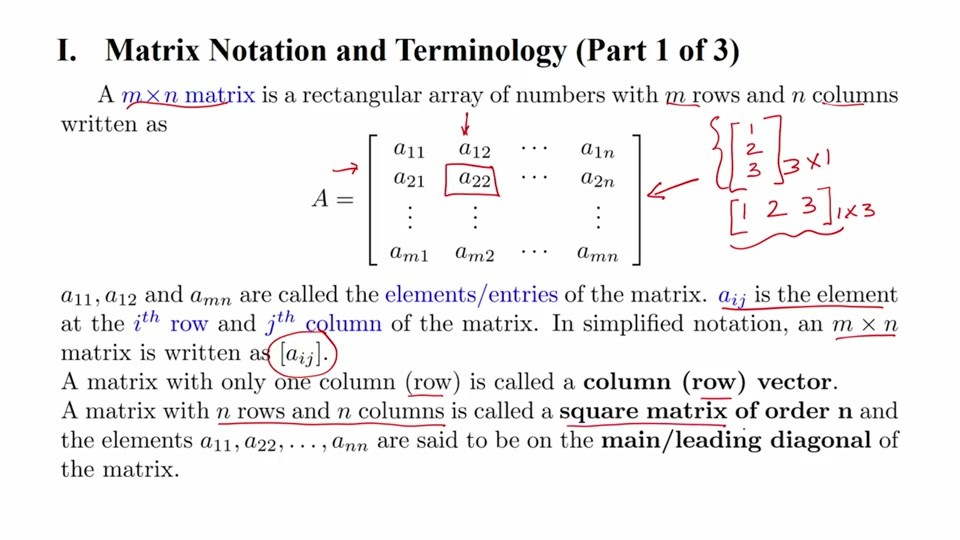 I. Matrix Notation and Terminology (Part 1 of 3)
A m×n matrix is a rectangular array of numbers with m rows and n columns
written as
A = [ a11 a12 ⋯ a1n
a21 a22 ⋯ a2n
⋮ ⋮ ⋮
am1 am2 ⋯ amn ]
[ 1
2
3 ] 3×1
[1 2 3] 1×3
a11, a12 and amn are called the elements/entries of the matrix. aij is the element
at the ith row and jth column of the matrix. In simplified notation, an m × n
matrix is written as [aij].
A matrix with only one column (row) is called a column (row) vector.
A matrix with n rows and n columns is called a square matrix of order n and
the elements a11, a22, . . . , ann are said to be on the main/leading diagonal of
the matrix.